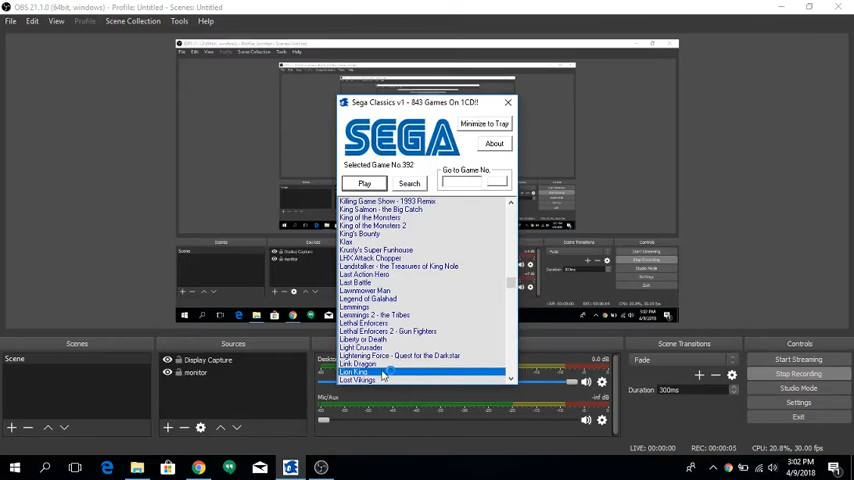 OBS 21.1.0 (64bit, windows) - Profile: Untitled - Scenes: Untitled
File Edit View Profile Scene Collection Tools Help
Sega Classics v1 - 843 Games On 1CD!!
SEGA
Minimize to Tray
About
Selected Game No.392
Go to Game No.
Play Search
Killing Game Show - 1993 Remix
King Salmon - the Big Catch
King of the Monsters
King of the Monsters 2
King's Bounty
Klax
Krusty's Super Funhouse
LHX Attack Chopper
Landstalker - the Treasures of King Nole
Last Action Hero
Last Battle
Lawnmower Man
Legend of Galahad
Lemmings
Lemmings 2 - the Tribes
Lethal Enforcers
Lethal Enforcers 2 - Gun Fighters
Liberty or Death
Light Crusader
Lightening Force - Quest for the Darkstar
Link Dragon
Lion King
Lost Vikings
Scenes Sources Scene Transitions Controls
Scene
Display Capture
monitor
Deskto
0.0 dB
Mic/Aux
-inf dB
Fade
Duration 300ms
Start Streaming
Stop Recording
Studio Mode
Settings
Exit
LIVE: 00:00:00 REC: 00:00:05 CPU: 20.8%, 30.00 fps
3:02 PM
4/9/2018